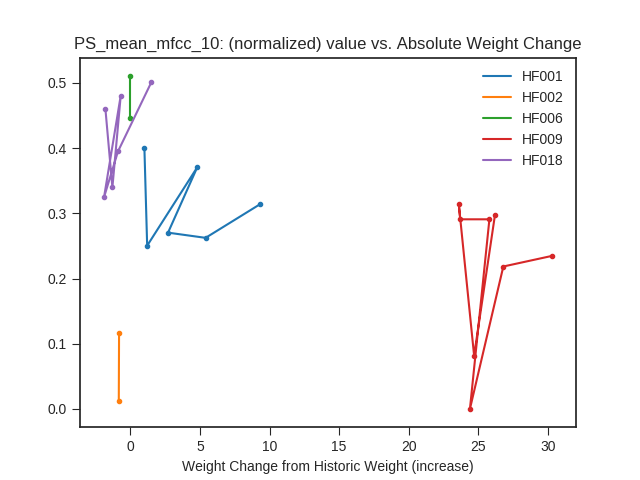 PS_mean_mfcc_10: (normalized) value vs. Absolute Weight Change
HF001
HF002
HF006
HF009
HF018
0.5
0.4
0.3
0.2
0.1
0.0
0 5 10 15 20 25 30
Weight Change from Historic Weight (increase)